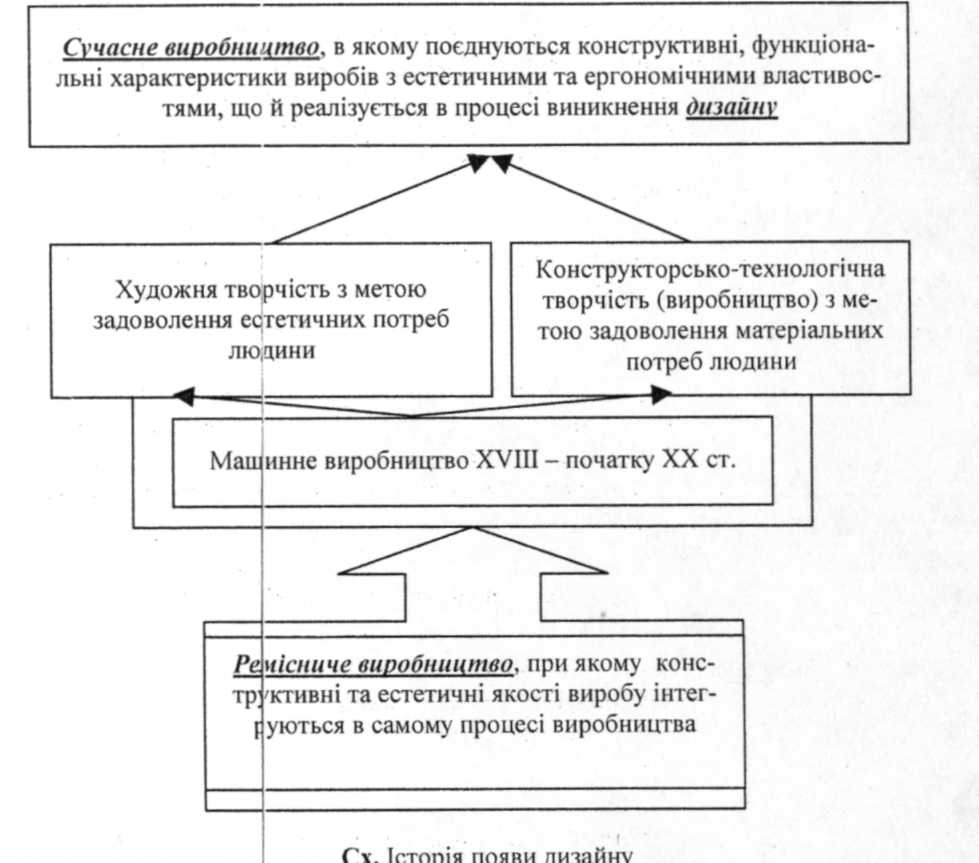 Сучасне виробництво, в якому поєднуються конструктивні, функціона-
льні характеристики виробів з естетичними та ергономічними властивос-
тями, що й реалізується в процесі виникнення дизайну
Художня творчість з метою
задоволення естетичних потреб
людини
Конструкторсько-технологічна
творчість (виробництво) з ме-
тою задоволення матеріальних
потреб людини
Машинне виробництво XVIII – початку XX ст.
Ремісниче виробництво, при якому конс-
труктивні та естетичні якості виробу інтег-
руються в самому процесі виробництва
Сх. Історія появи дизайну